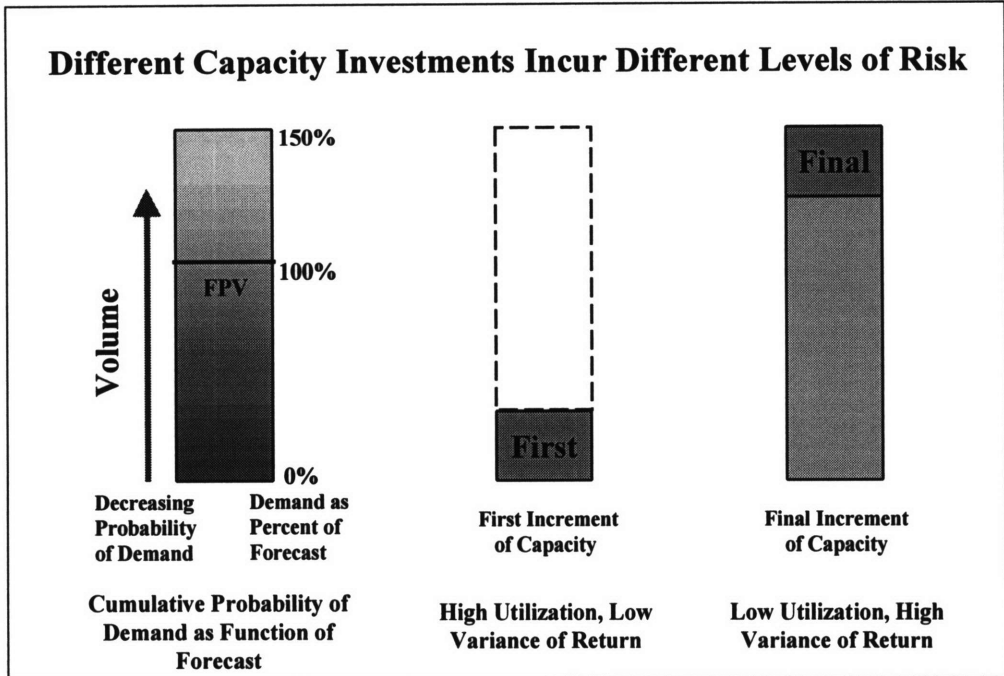 Different Capacity Investments Incur Different Levels of Risk
150%
100%
FPV
Volume
0%
Decreasing
Probability
of Demand
Demand as
Percent of
Forecast
Cumulative Probability of
Demand as Function of
Forecast
First
First Increment
of Capacity
High Utilization, Low
Variance of Return
Final
Final Increment
of Capacity
Low Utilization, High
Variance of Return